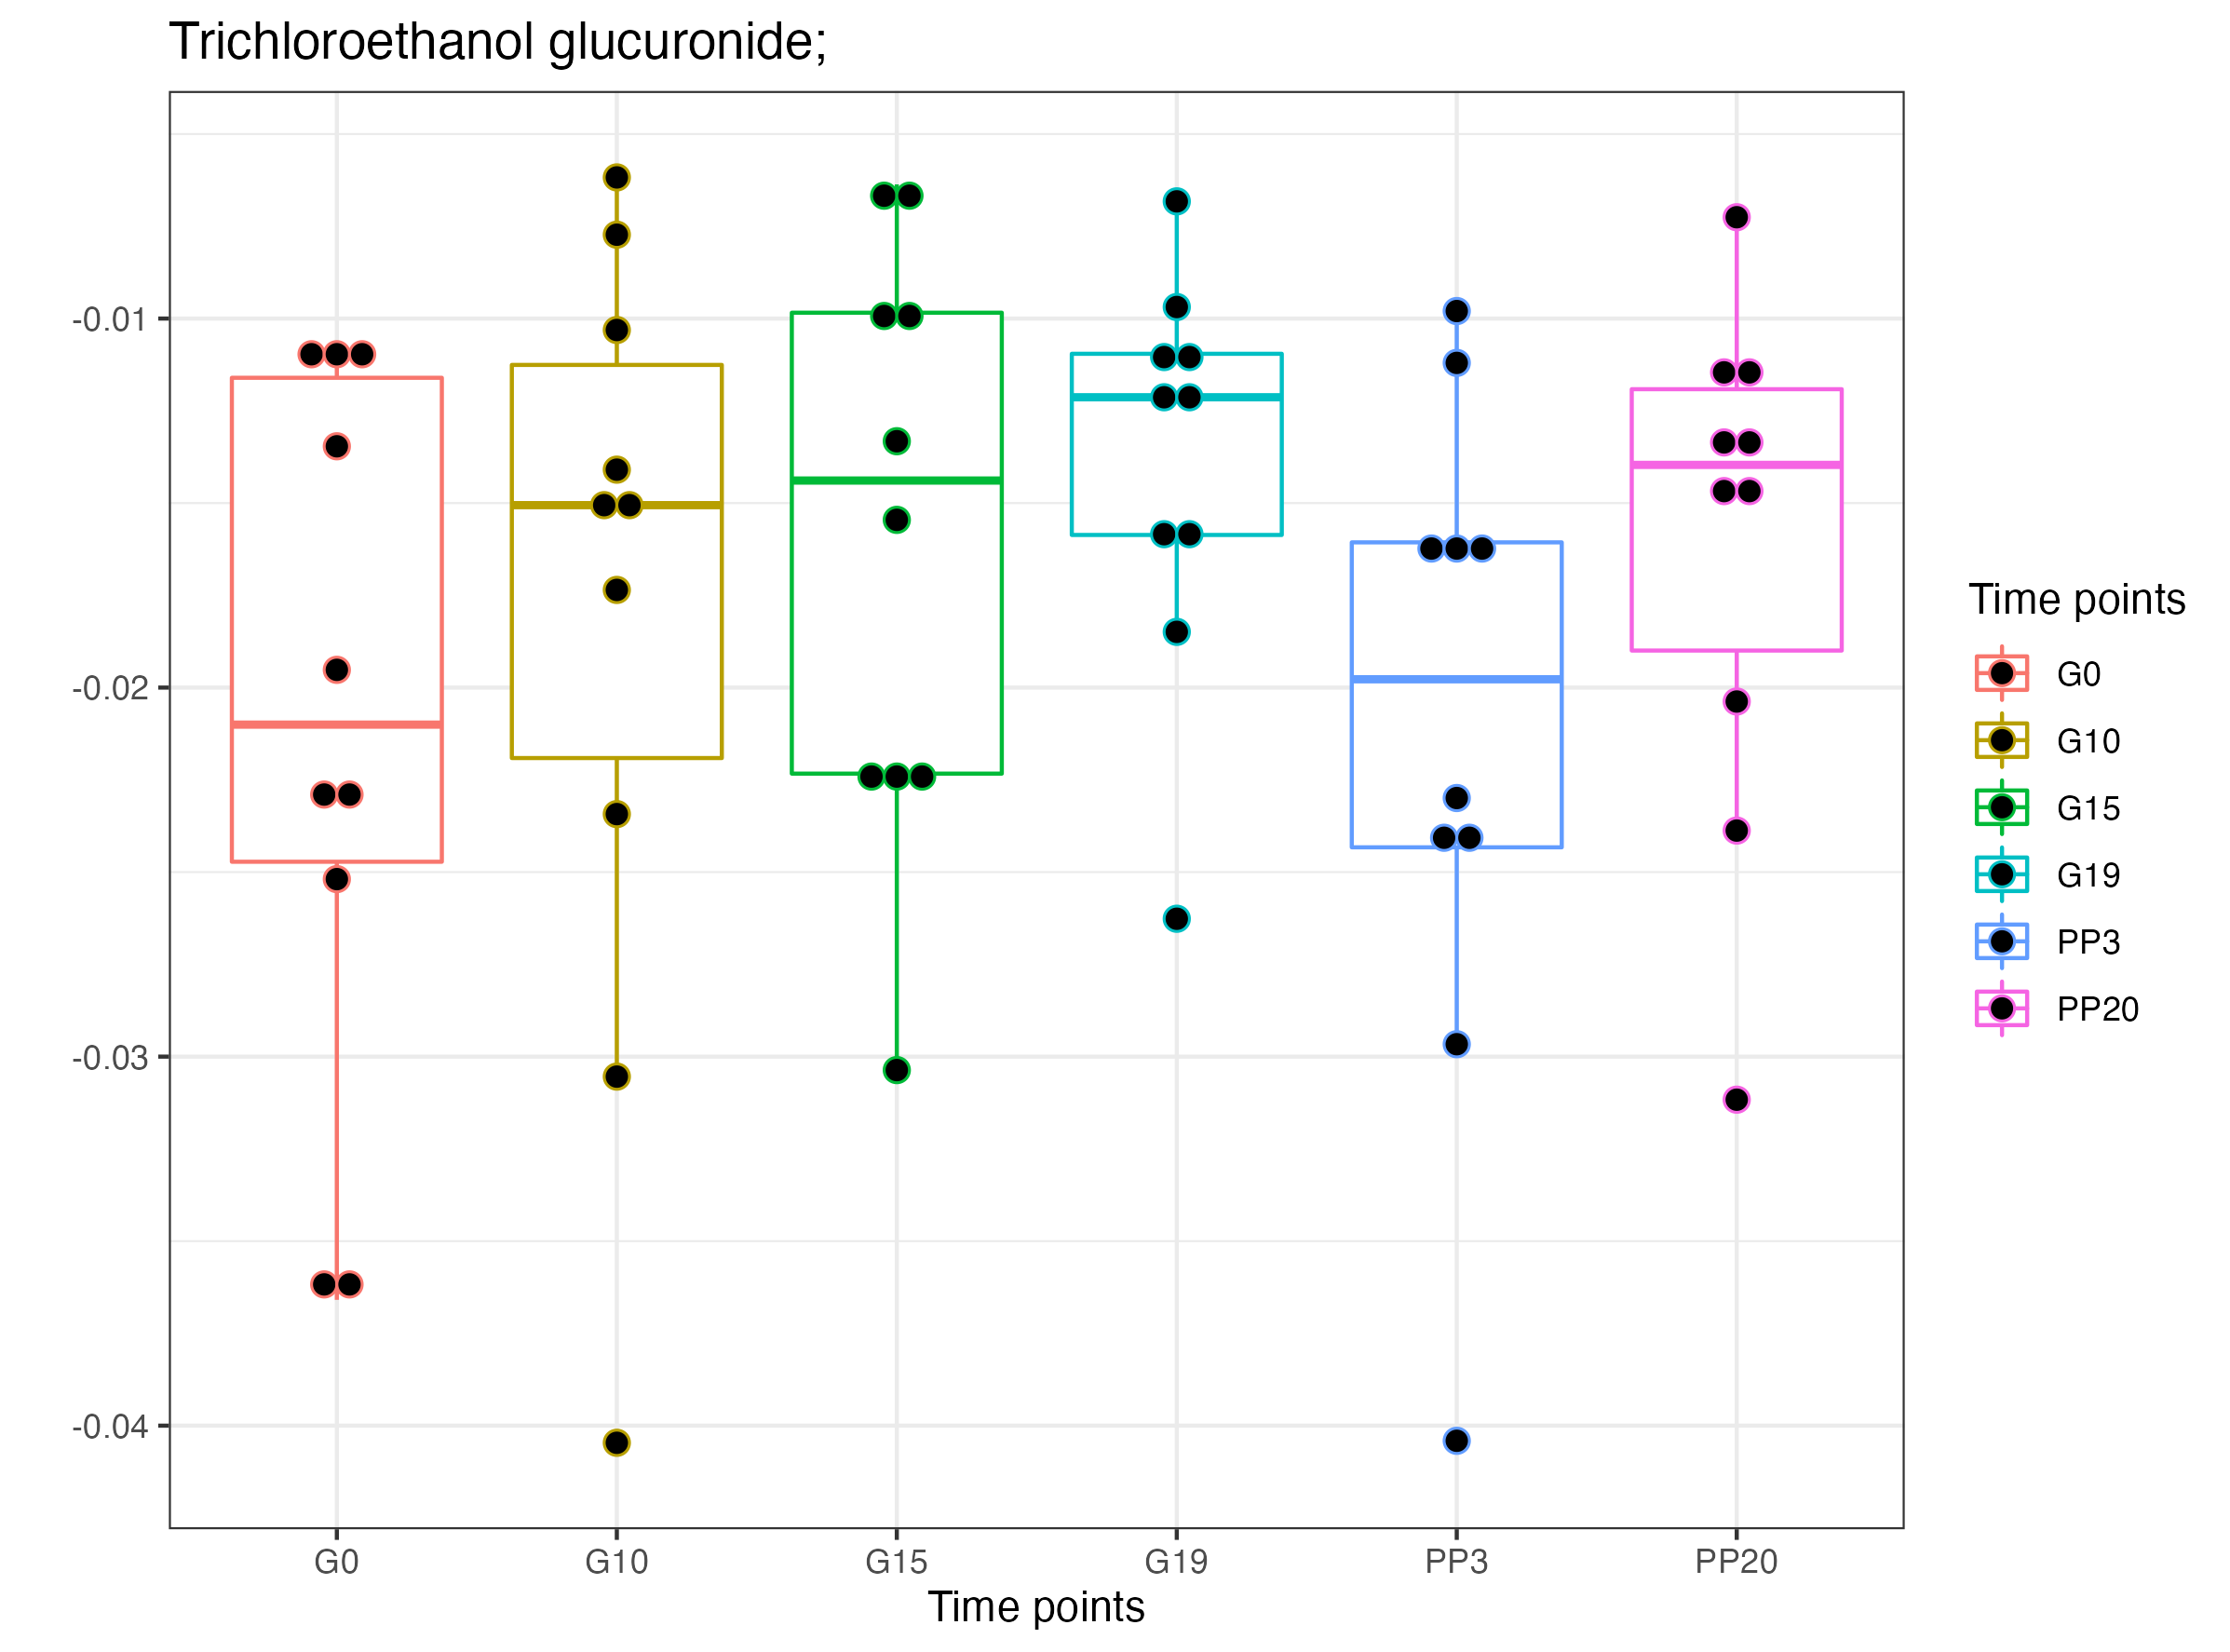 Trichloroethanol glucuronide;
-0.01
-0.02
-0.03
-0.04
G0
G10
G15
G19
PP3
PP20
Time points
Time points
G0
G10
G15
G19
PP3
PP20